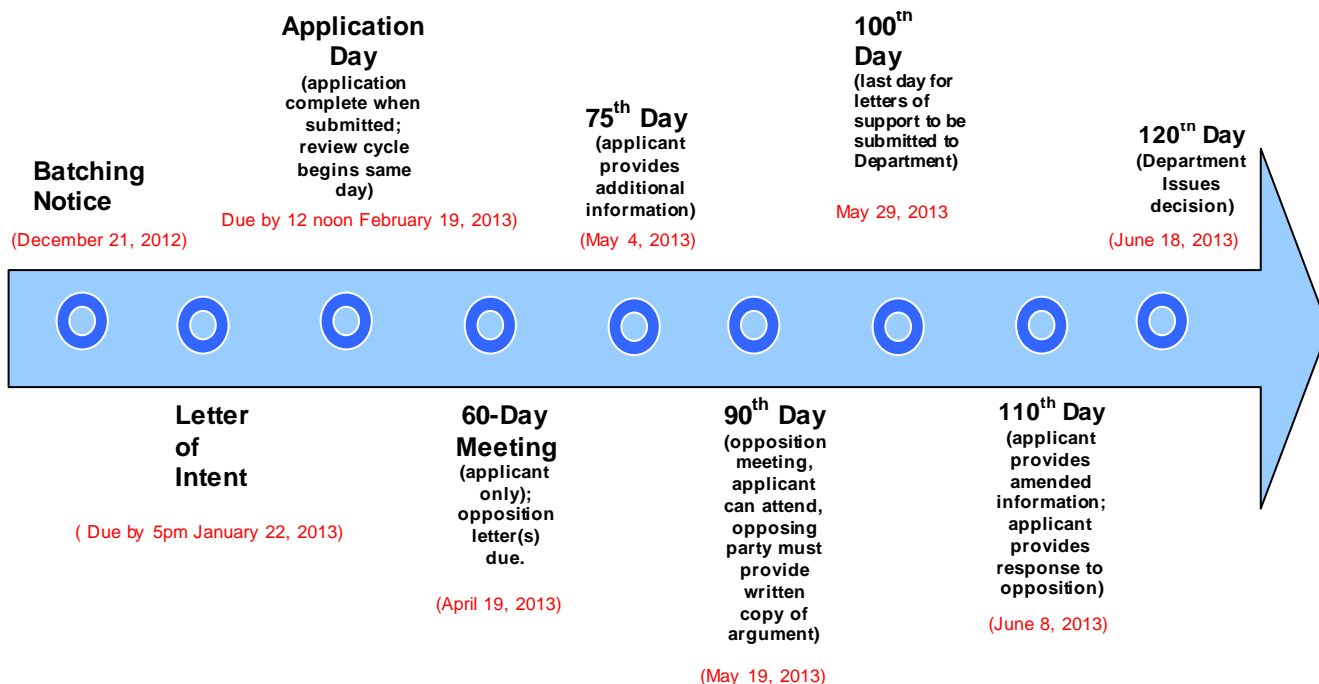 Batching
Notice
(December 21, 2012)
Letter
of
Intent
( Due by 5pm January 22, 2013)
Application
Day
(application
complete when
submitted;
review cycle
begins same
day)
Due by 12 noon February 19, 2013)
60-Day
Meeting
(applicant
only);
opposition
letter(s)
due.
(April 19, 2013)
75th Day
(applicant
provides
additional
information)
(May 4, 2013)
90th Day
(opposition
meeting,
applicant
can attend,
opposing
party must
provide
written
copy of
argument)
(May 19, 2013)
100th
Day
(last day for
letters of
support to be
submitted to
Department)
May 29, 2013
110th Day
(applicant
provides
amended
information;
applicant
provides
response to
opposition)
(June 8, 2013)
120th Day
(Department
Issues
decision)
(June 18, 2013)